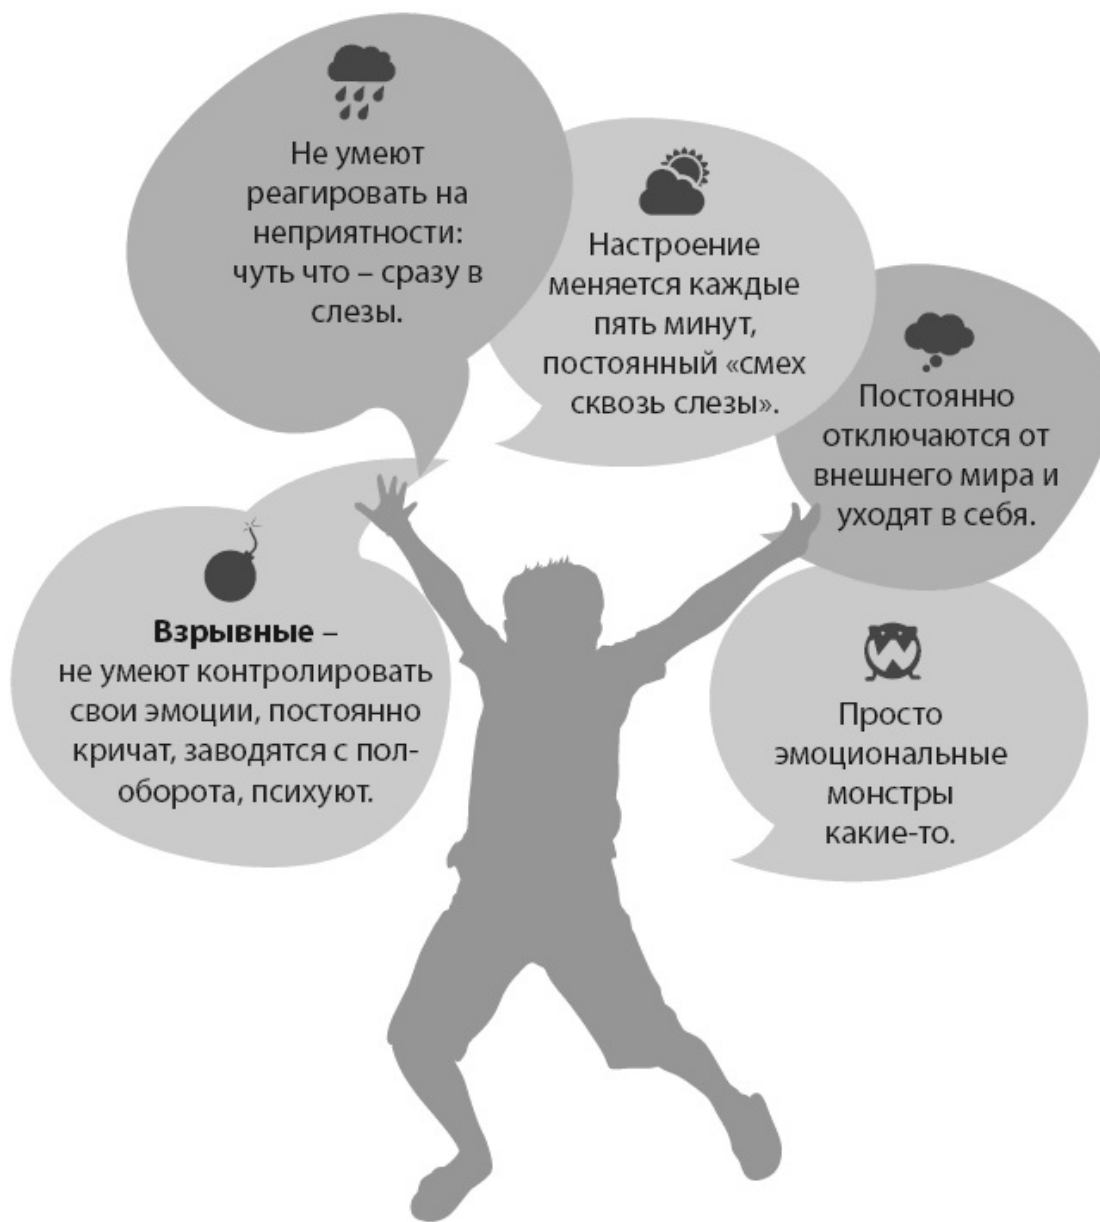 Не умеют
реагировать на
неприятности:
чуть что – сразу в
слезы.
Настроение
меняется каждые
пять минут,
постоянный «смех
сквозь слезы».
Постоянно
отключаются от
внешнего мира и
уходят в себя.
Взрывные –
не умеют контролировать
свои эмоции, постоянно
кричат, заводятся с пол-
оборота, психуют.
Просто
эмоциональные
монстры
какие-то.